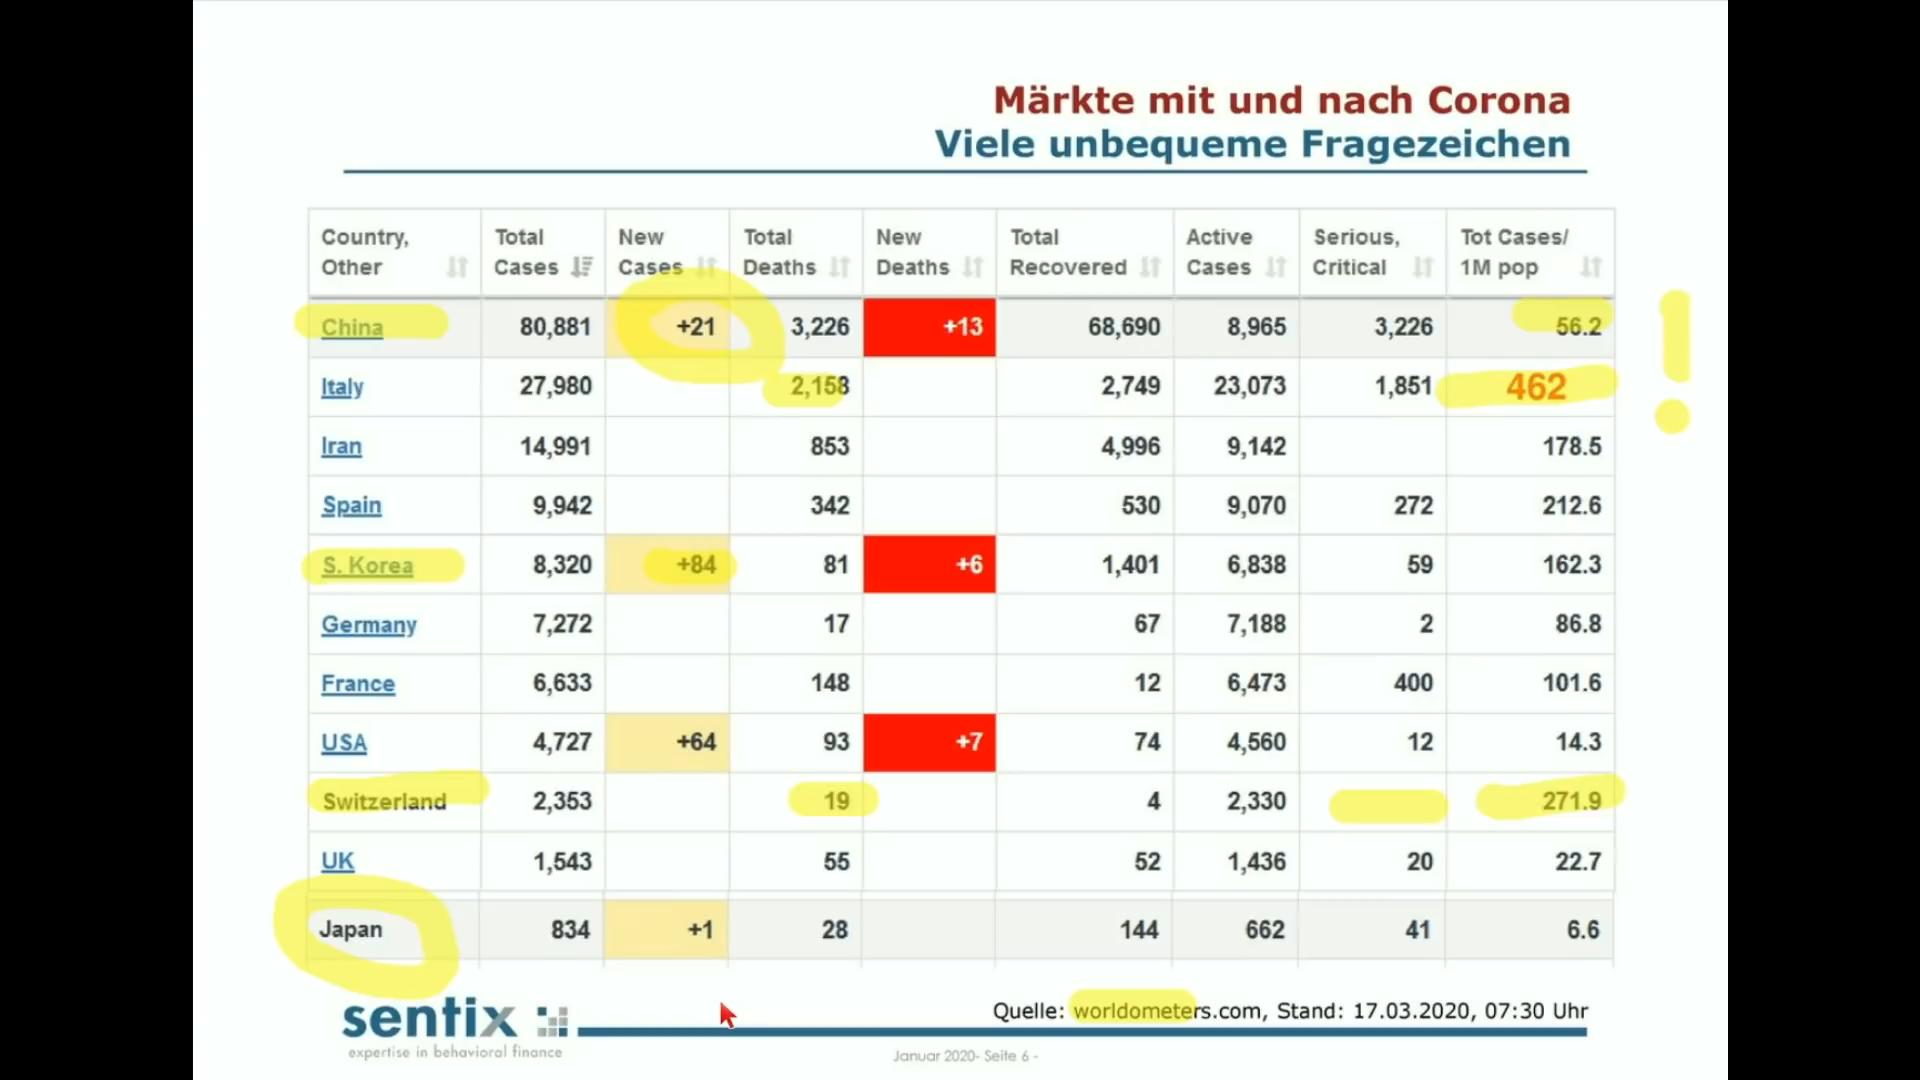 Märkte mit und nach Corona
Viele unbequeme Fragezeichen
Country, Other Total Cases New Cases Total Deaths New Deaths Total Recovered Active Cases Serious, Critical Tot Cases/ 1M pop
China 80,881 +21 3,226 +13 68,690 8,965 3,226 56.2
Italy 27,980 2,158 2,749 23,073 1,851 462
Iran 14,991 853 4,996 9,142 178.5
Spain 9,942 342 530 9,070 272 212.6
S. Korea 8,320 +84 81 +6 1,401 6,838 59 162.3
Germany 7,272 17 67 7,188 2 86.8
France 6,633 148 12 6,473 400 101.6
USA 4,727 +64 93 +7 74 4,560 12 14.3
Switzerland 2,353 19 4 2,330 271.9
UK 1,543 55 52 1,436 20 22.7
Japan 834 +1 28 144 662 41 6.6
!
sentix
expertise in behavioral finance
Quelle: worldometers.com, Stand: 17.03.2020, 07:30 Uhr
Januar 2020- Seite 6 -